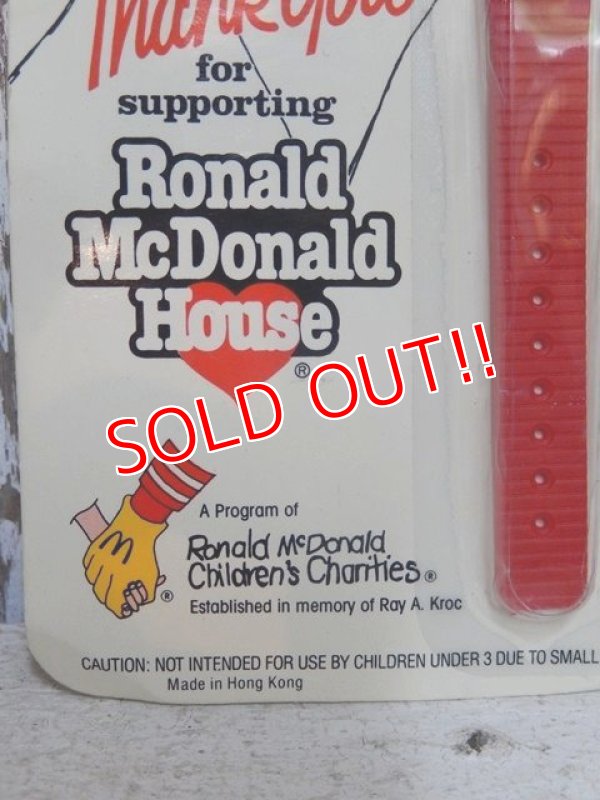 Thank You
for
supporting
Ronald
McDonald
House
®
SOLD OUT!!
A Program of
Ronald McDonald
Children's Charities®
®
Established in memory of Ray A. Kroc
CAUTION: NOT INTENDED FOR USE BY CHILDREN UNDER 3 DUE TO SMALL
Made in Hong Kong